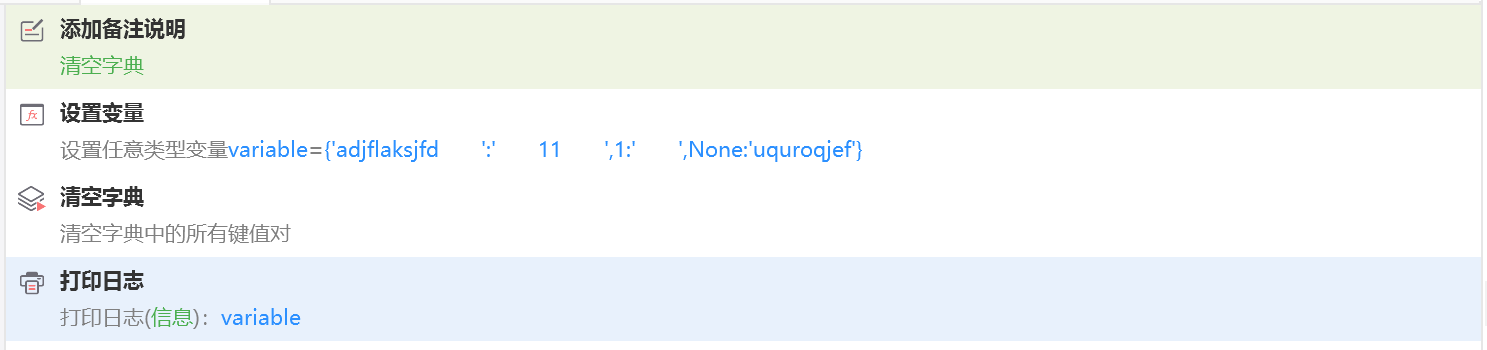 添加备注说明
清空字典
fx 设置变量
设置任意类型变量variable={'adjflaksjfd      ':'      11      ',1:'      ',None:'uquroqjef'}
清空字典
清空字典中的所有键值对
打印日志
打印日志(信息)：variable